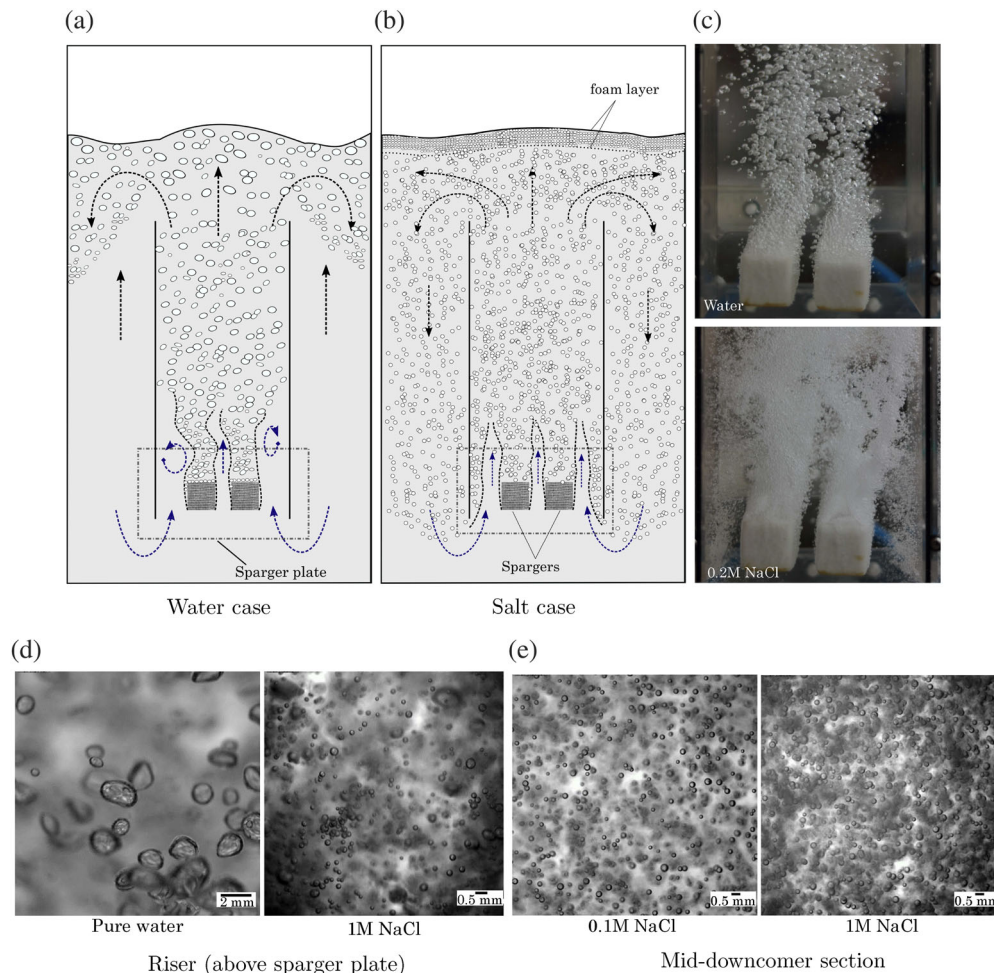 (a)
(b)
(c)
foam layer
Sparger plate
Spargers
Water
0.2M NaCl
Water case
Salt case
(d)
(e)
2 mm
0.5 mm
0.5 mm
0.5 mm
Pure water
1M NaCl
0.1M NaCl
1M NaCl
Riser (above sparger plate)
Mid-downcomer section